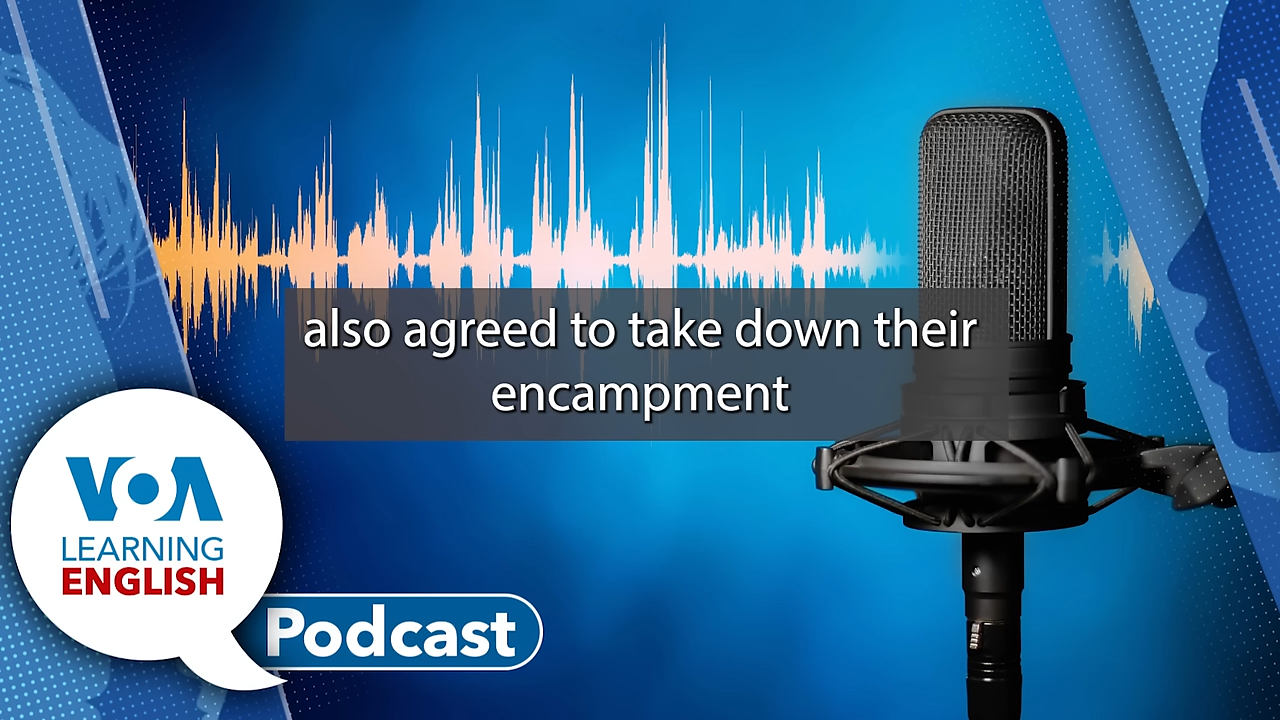 also agreed to take down their
encampment
VOA
LEARNING
ENGLISH
Podcast